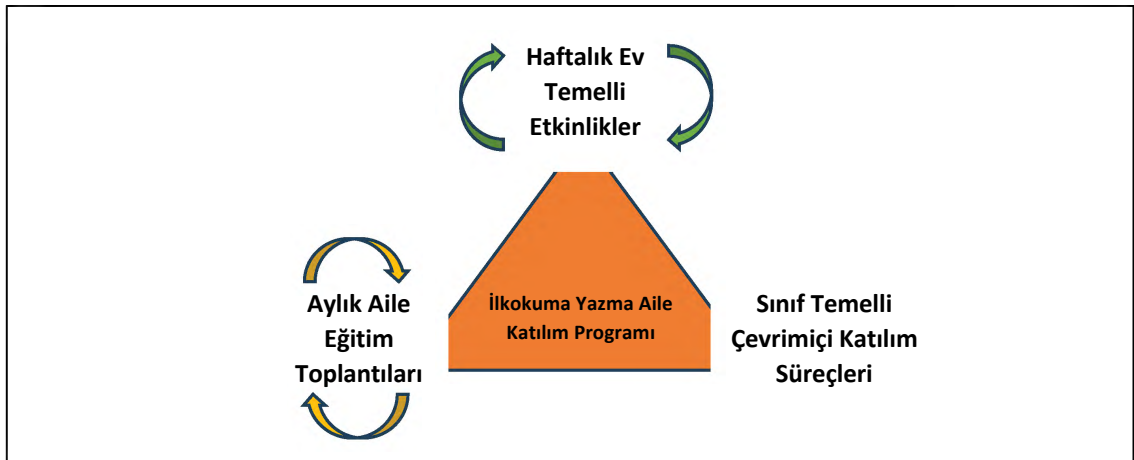 Haftalık Ev
Temelli
Etkinlikler
Aylık Aile
Eğitim
Toplantıları
İlkokuma Yazma Aile
Katılım Programı
Sınıf Temelli
Çevrimiçi Katılım
Süreçleri